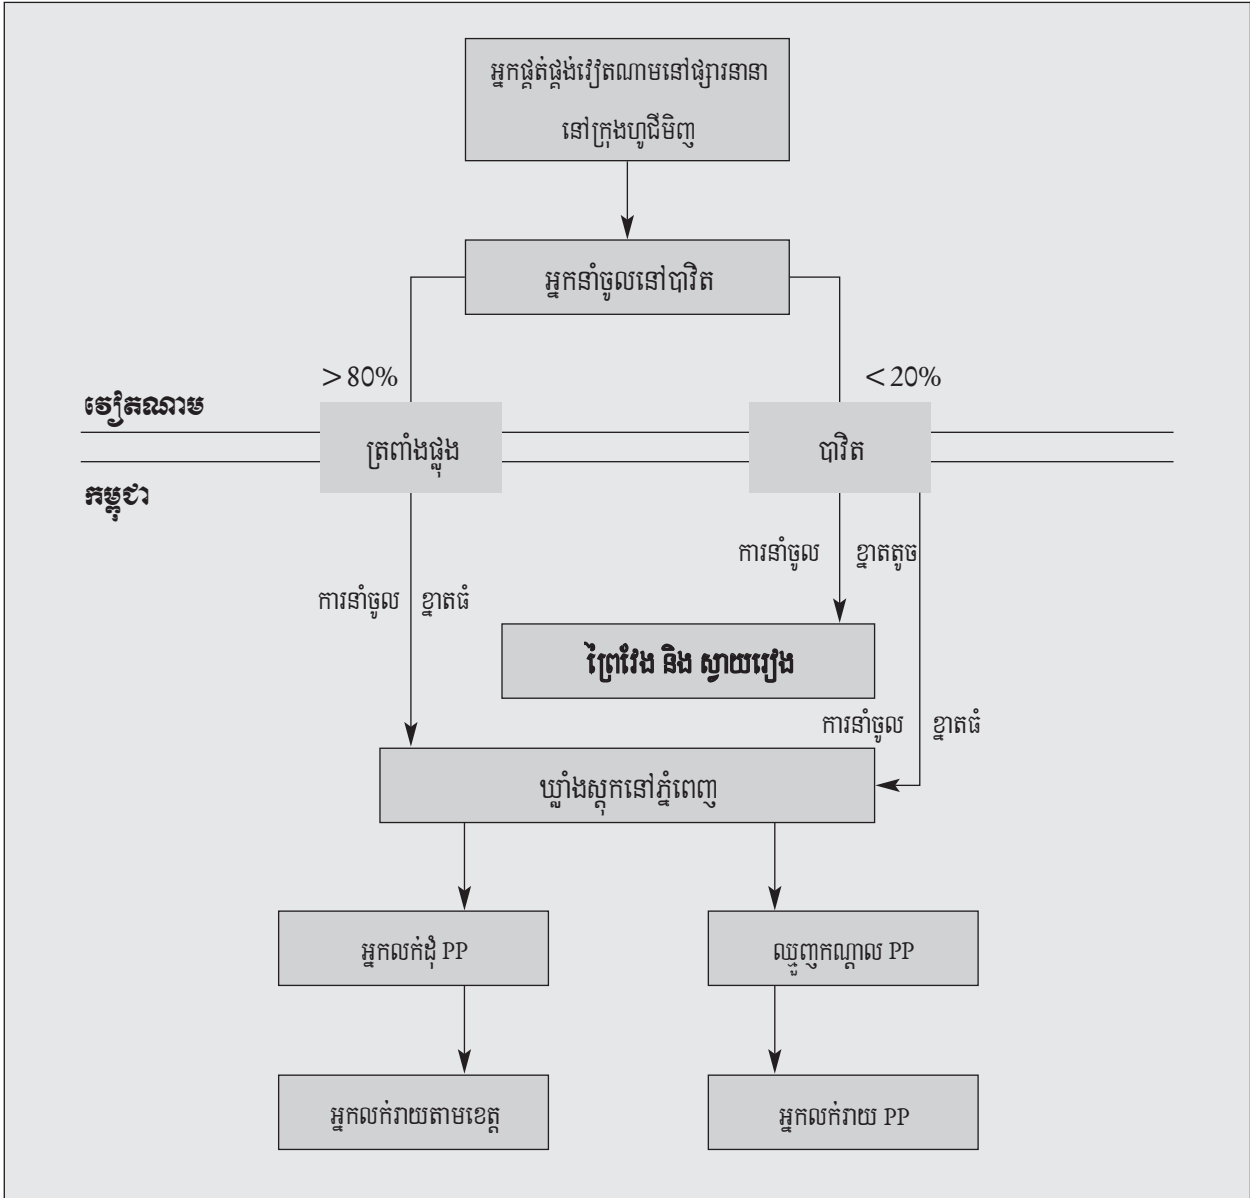 អ្នកផ្គត់ផ្គង់វៀតណាមនៅផ្សារនានា
នៅក្រុងហូជីមិញ
អ្នកនាំចូលនៅបាវិត
>80%
<20%
វៀតណាម
ត្រពាំងផ្លុង
បាវិត
កម្ពុជា
ការនាំចូល ខ្នាតតូច
ការនាំចូល ខ្នាតធំ
ព្រៃវែង និង ស្វាយរៀង
ការនាំចូល ខ្នាតធំ
ឃ្លាំងស្តុកនៅភ្នំពេញ
អ្នកលក់ដុំ PP
ឈ្មួញកណ្តាល PP
អ្នកលក់រាយតាមខេត្ត
អ្នកលក់រាយ PP